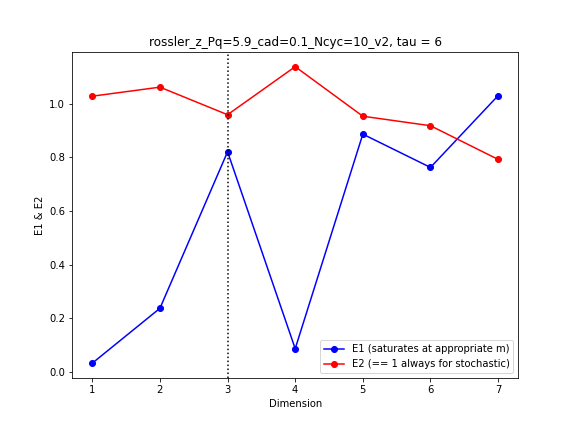 rossler_z_Pq=5.9_cad=0.1_Ncyc=10_v2, tau = 6
E1 & E2
1.0
0.8
0.6
0.4
0.2
0.0
E1 (saturates at appropriate m)
E2 (== 1 always for stochastic)
1 2 3 4 5 6 7
Dimension